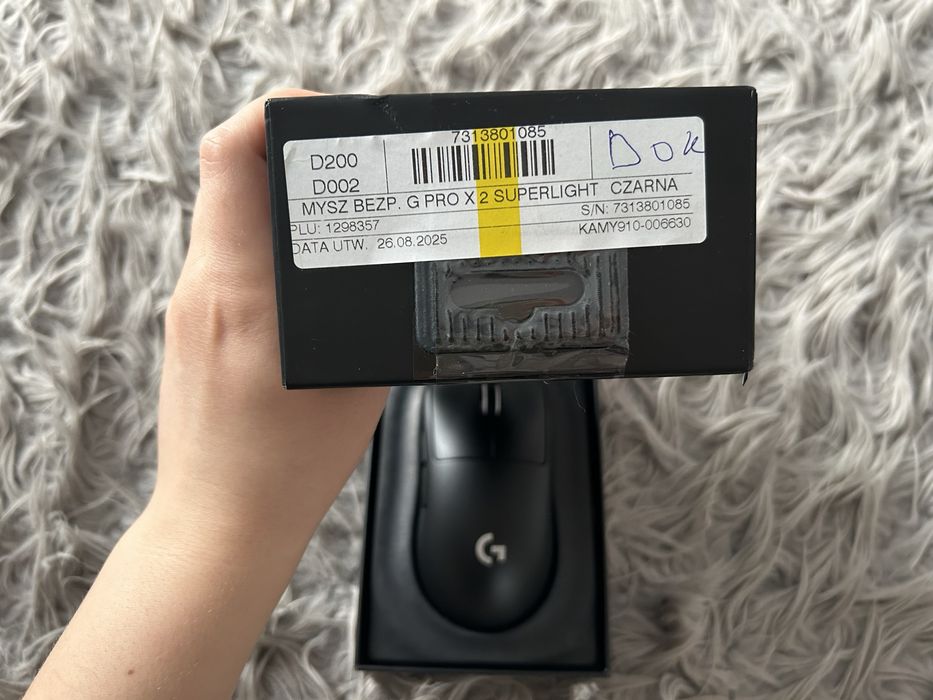 7313801085
D200
D002
Dok
MYSZ BEZP. G PRO X 2 SUPERLIGHT CZARNA
PLU: 1298357
S/N: 7313801085
DATA UTW. 26.08.2025
KAMY910-006630
G